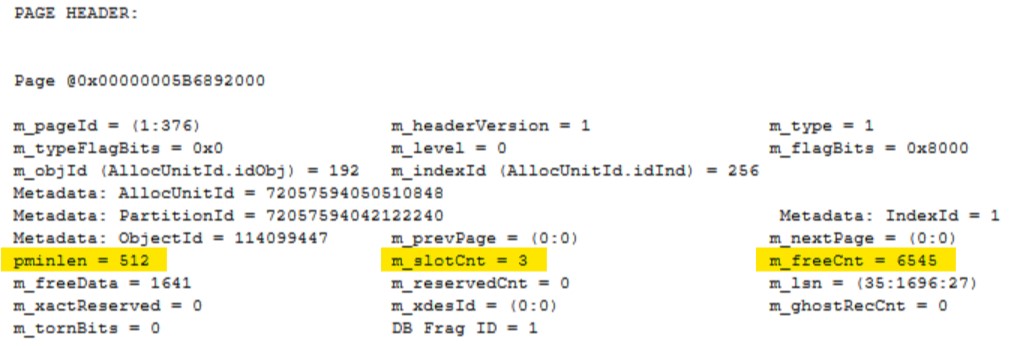 PAGE HEADER:
Page @0x00000005B6892000
m_pageId = (1:376) m_headerVersion = 1 m_type = 1
m_typeFlagBits = 0x0 m_level = 0 m_flagBits = 0x8000
m_objId (AllocUnitId.idObj) = 192 m_indexId (AllocUnitId.idInd) = 256
Metadata: AllocUnitId = 72057594050510848
Metadata: PartitionId = 72057594042122240 Metadata: IndexId = 1
Metadata: ObjectId = 114099447 m_prevPage = (0:0) m_nextPage = (0:0)
pminlen = 512 m_slotCnt = 3 m_freeCnt = 6545
m_freeData = 1641 m_reservedCnt = 0 m_lsn = (35:1696:27)
m_xactReserved = 0 m_xdesId = (0:0) m_ghostRecCnt = 0
m_tornBits = 0 DB Frag ID = 1